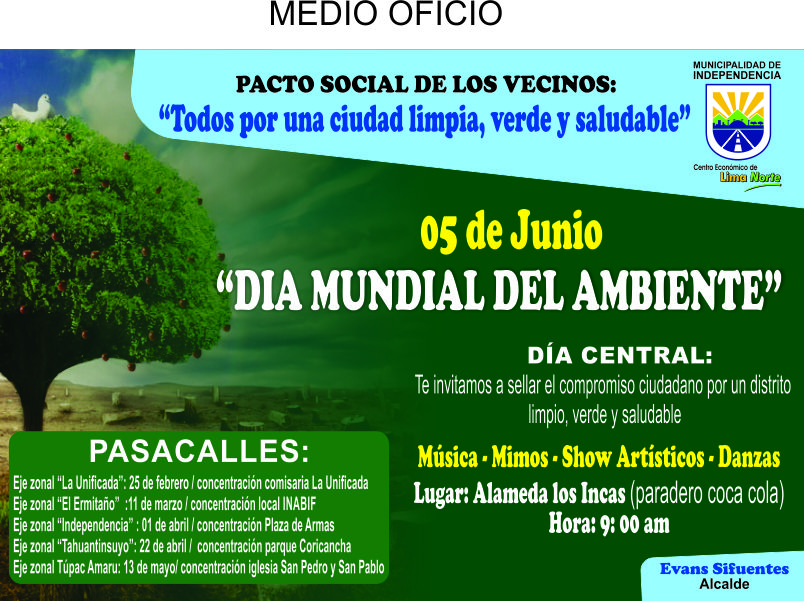 MEDIO OFICIO
PACTO SOCIAL DE LOS VECINOS:
“Todos por una ciudad limpia, verde y saludable”
MUNICIPALIDAD DE
INDEPENDENCIA
Centro Económico de
Lima Norte
05 de Junio
“DIA MUNDIAL DEL AMBIENTE”
DÍA CENTRAL:
Te invitamos a sellar el compromiso ciudadano por un distrito
limpio, verde y saludable
Música - Mimos - Show Artísticos - Danzas
Lugar: Alameda los Incas (paradero coca cola)
Hora: 9: 00 am
PASACALLES:
Eje zonal “La Unificada”: 25 de febrero / concentración comisaria La Unificada
Eje zonal “El Ermitaño”  :11 de marzo / concentración local INABIF
Eje zonal “Independencia” : 01 de abril / concentración Plaza de Armas
Eje zonal “Tahuantinsuyo”: 22 de abril /  concentración parque Coricancha
Eje zonal Túpac Amaru: 13 de mayo/ concentración iglesia San Pedro y San Pablo
Evans Sifuentes
Alcalde